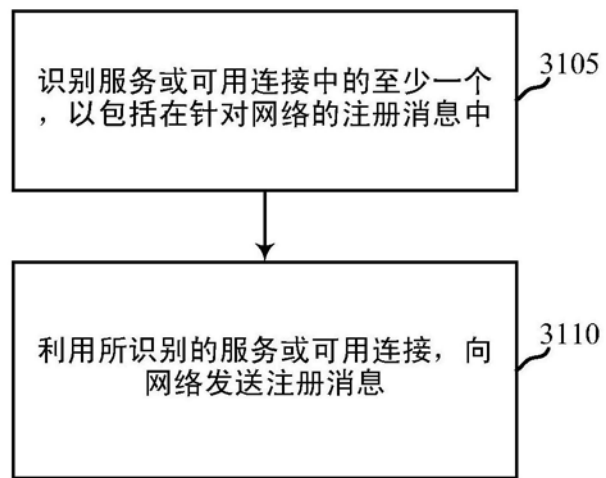 识别服务或可用连接中的至少一个
,以包括在针对网络的注册消息中
3105
利用所识别的服务或可用连接,向
网络发送注册消息
3110